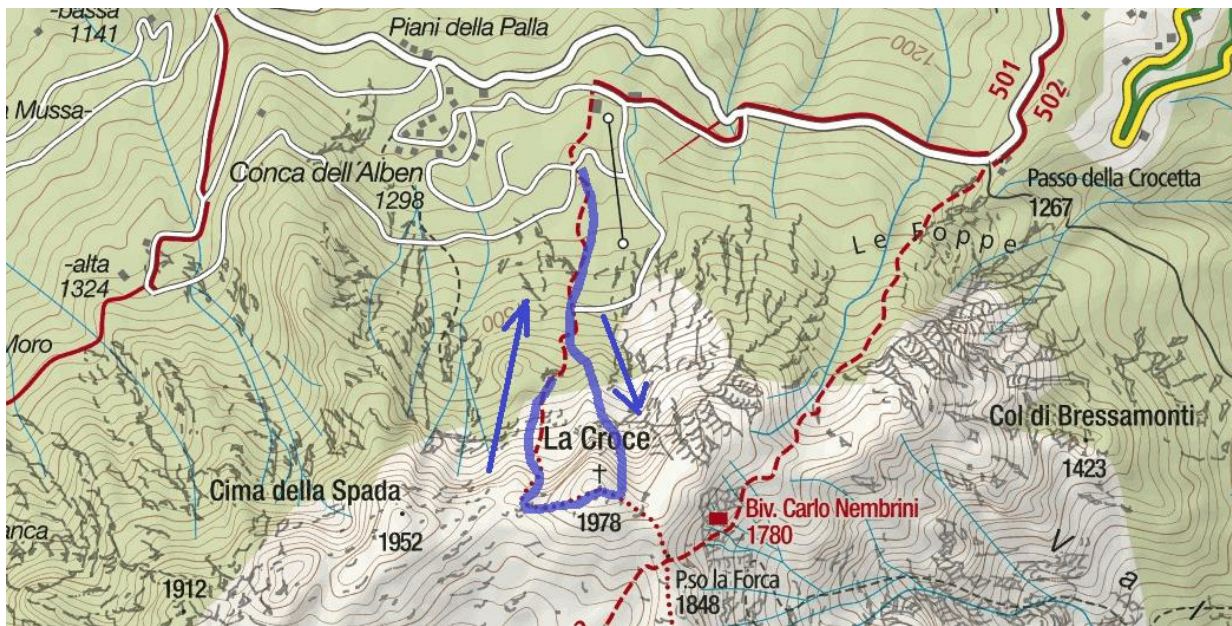 -bassa
1141
Piani della Palla
1200
501
502
a Mussa-
Conca dell'Alben
1298
Passo della Crocetta
1267
Le Foppe
-alta
1324
Moro
La Croce
Col di Bressamonti
1423
Cima della Spada
1952
1978
Biv. Carlo Nembrini
1780
anca
1912
P.so la Forca
1848
V a